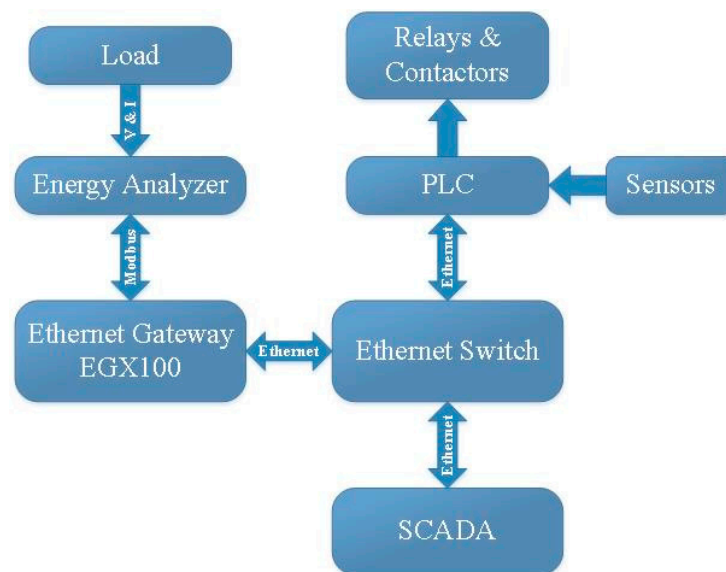 Load
Relays &
Contactors
V & I
Energy Analyzer
PLC
Sensors
Modbus
Ethernet
Ethernet Gateway
EGX100
Ethernet
Ethernet Switch
Ethernet
SCADA